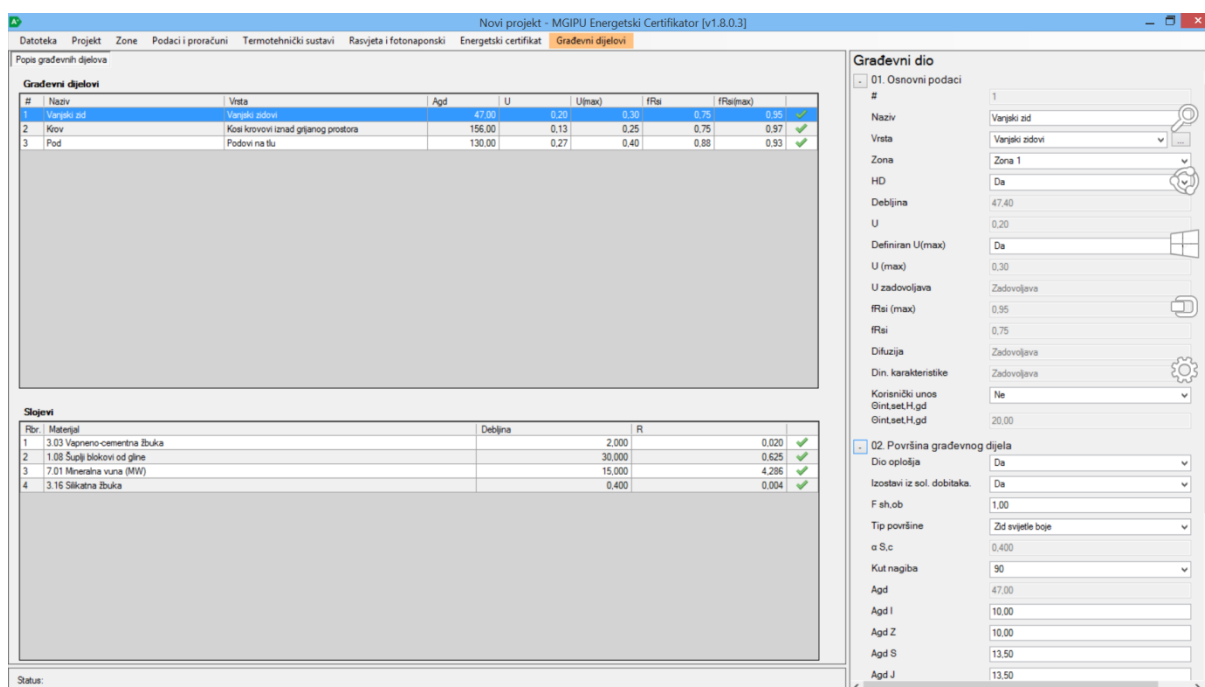 Novi projekt - MGIPU Energetski Certifikator [v1.8.0.3]
Datoteka Projekt Zone Podaci i proračuni Termotehnički sustavi Rasvjeta i fotonaponski Energetski certifikat Građevni dijelovi
Popis građevnih dijelova
Građevni dijelovi
# Naziv Vrsta Agd U U(max) fRsi fRsi(max)
1 Vanjski zid Vanjski zidovi 47,00 0,20 0,30 0,75 0,95
2 Krov Kosi krovovi iznad grijanog prostora 156,00 0,13 0,25 0,75 0,97
3 Pod Podovi na tlu 130,00 0,27 0,40 0,88 0,93
Slojevi
Rbr. Materijal Debljina R
1 3.03 Vapneno-cementna žbuka 2,000 0,020
2 1.08 Šuplji blokovi od gline 30,000 0,625
3 7.01 Mineralna vuna (MW) 15,000 4,286
4 3.16 Silikatna žbuka 0,400 0,004
Status:
Građevni dio
01. Osnovni podaci
# 1
Naziv Vanjski zid
Vrsta Vanjski zidovi ...
Zona Zona 1
HD Da
Debljina 47,40
U 0,20
Definiran U(max) Da
U (max) 0,30
U zadovoljava Zadovoljava
fRsi (max) 0,95
fRsi 0,75
Difuzija Zadovoljava
Din. karakteristike Zadovoljava
Korisnički unos Ne
Θint,set,H,gd
Θint,set,H,gd 20,00
02. Površina građevnog dijela
Dio oplošja Da
Izostavi iz sol. dobitaka. Da
F sh,ob 1,00
Tip površine Zid svijetle boje
α S,c 0,400
Kut nagiba 90
Agd 47,00
Agd I 10,00
Agd Z 10,00
Agd S 13,50
Agd J 13,50